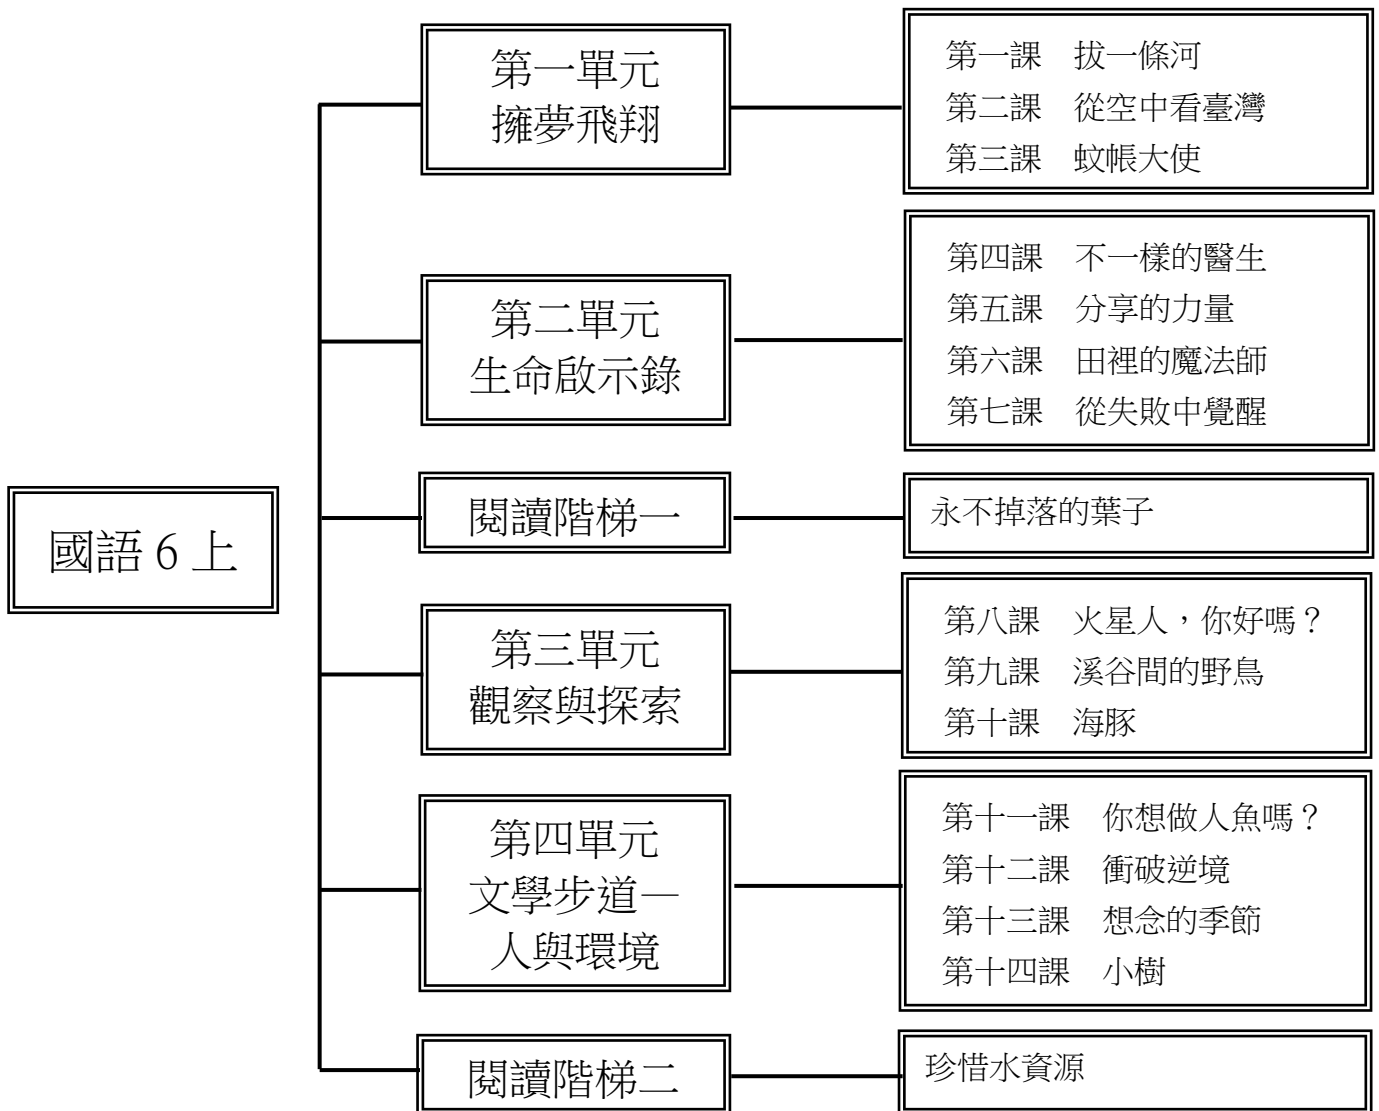 國語 6 上
第一單元
擁夢飛翔
第一課　拔一條河
第二課　從空中看臺灣
第三課　蚊帳大使
第二單元
生命啟示錄
第四課　不一樣的醫生
第五課　分享的力量
第六課　田裡的魔法師
第七課　從失敗中覺醒
閱讀階梯一
永不掉落的葉子
第三單元
觀察與探索
第八課　火星人，你好嗎？
第九課　溪谷間的野鳥
第十課　海豚
第四單元
文學步道—
人與環境
第十一課　你想做人魚嗎？
第十二課　衝破逆境
第十三課　想念的季節
第十四課　小樹
閱讀階梯二
珍惜水資源